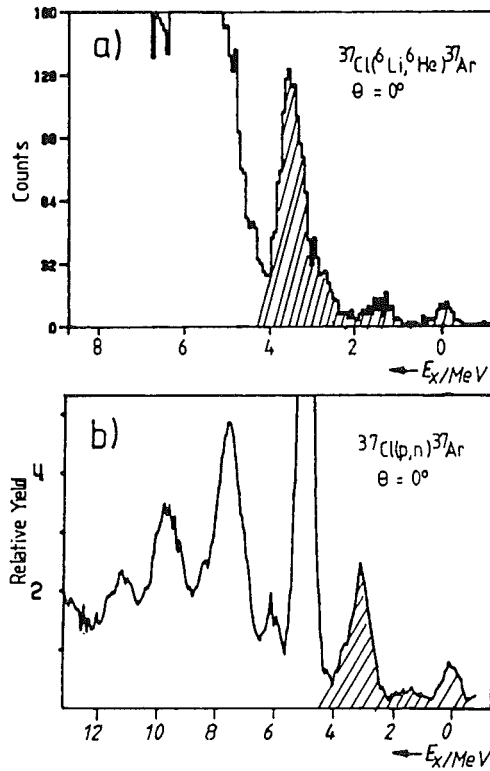 a)
³⁷Cl(⁶Li,⁶He)³⁷Ar
θ = 0°
Counts
160
128
96
64
32
0
8 6 4 2 0
Eₓ/MeV
b)
³⁷Cl(p,n)³⁷Ar
θ = 0°
Relative Yield
4
2
12 10 8 6 4 2 0
Eₓ/MeV